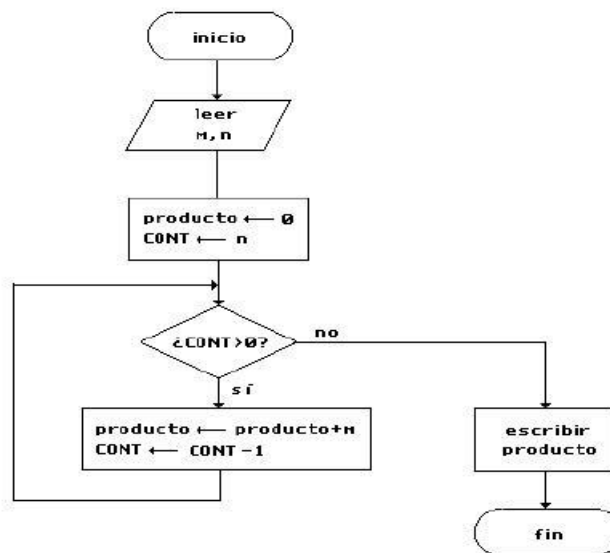 inicio
leer
M,n
producto ← 0
CONT ← n
¿CONT>0?
no
sí
producto ← producto+M
CONT ← CONT-1
escribir
producto
fin